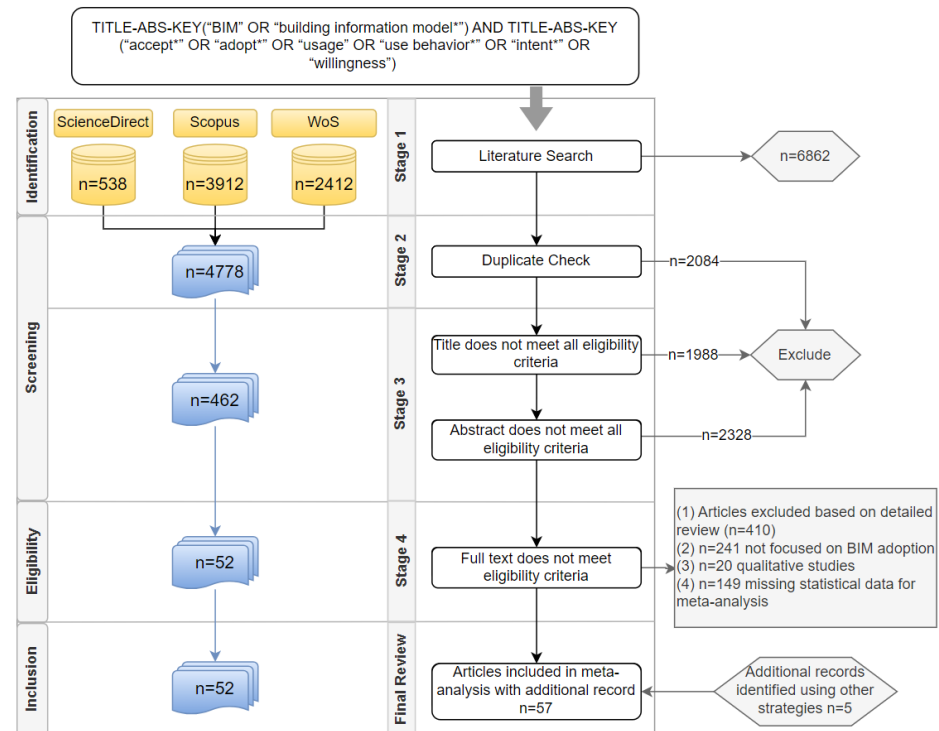 TITLE-ABS-KEY(“BIM” OR “building information model*”) AND TITLE-ABS-KEY
(“accept*” OR “adopt*” OR “usage” OR “use behavior*” OR “intent*” OR
“willingness”)
Identification
ScienceDirect
Scopus
WoS
n=538
n=3912
n=2412
Stage 1
Literature Search
n=6862
Screening
n=4778
Stage 2
Duplicate Check
n=2084
n=462
Stage 3
Title does not meet all eligibility
criteria
n=1988
Exclude
Abstract does not meet all
eligibility criteria
n=2328
Eligibility
n=52
Stage 4
Full text does not meet
eligibility criteria
(1) Articles excluded based on detailed
review (n=410)
(2) n=241 not focused on BIM adoption
(3) n=20 qualitative studies
(4) n=149 missing statistical data for
meta-analysis
Inclusion
n=52
Final Review
Articles included in meta-
analysis with additional record
n=57
Additional records
identified using other
strategies n=5